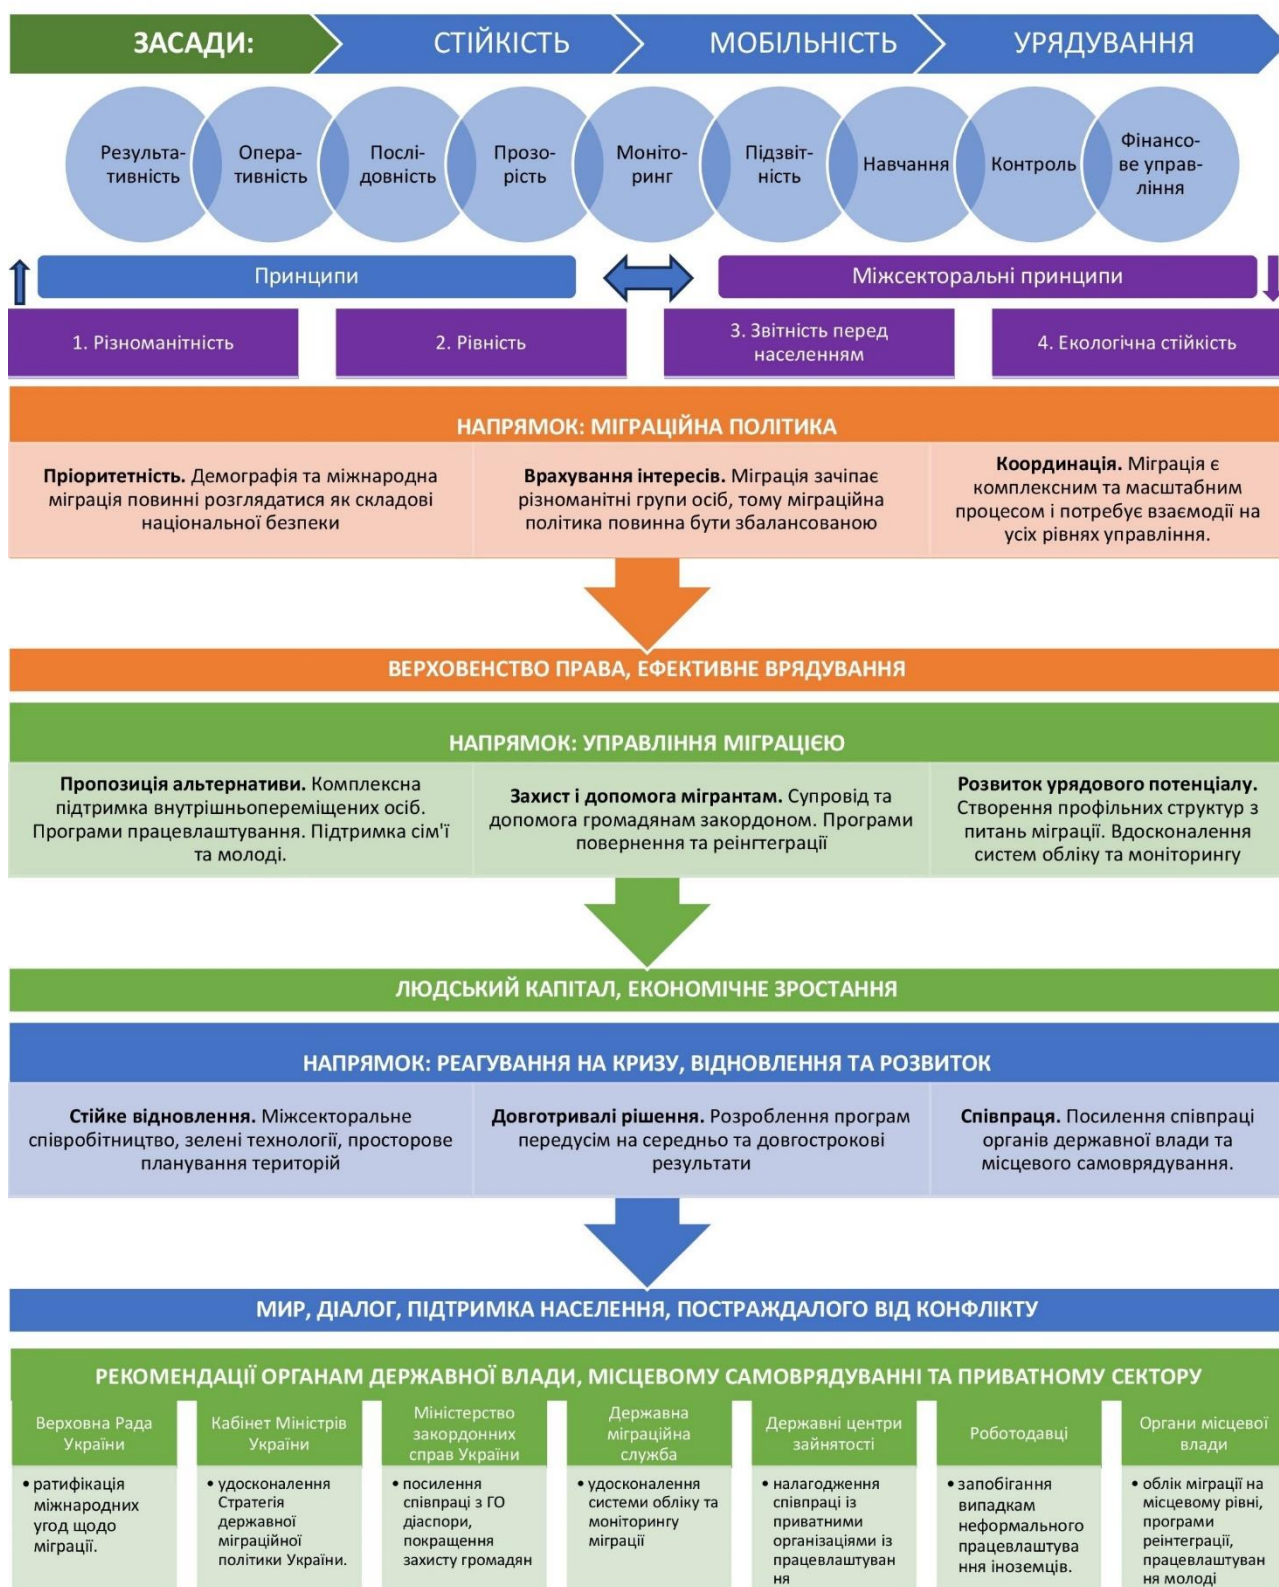 ЗАСАДИ:
СТІЙКІСТЬ
МОБІЛЬНІСТЬ
УРЯДУВАННЯ
Результа-
тивність
Опера-
тивність
Послі-
довність
Прозо-
рість
Моніто-
ринг
Підзвіт-
ність
Навчання
Контроль
Фінансо-
ве управ-
ління
Принципи
Міжсекторальні принципи
1. Різноманітність
2. Рівність
3. Звітність перед
населенням
4. Екологічна стійкість
НАПРЯМОК: МІГРАЦІЙНА ПОЛІТИКА
Пріоритетність. Демографія та міжнародна
міграція повинні розглядатися як складові
національної безпеки
Врахування інтересів. Міграція зачіпає
різноманітні групи осіб, тому міграційна
політика повинна бути збалансованою
Координація. Міграція є
комплексним та масштабним
процесом і потребує взаємодії на
усіх рівнях управління.
ВЕРХОВЕНСТВО ПРАВА, ЕФЕКТИВНЕ ВРЯДУВАННЯ
НАПРЯМОК: УПРАВЛІННЯ МІГРАЦІЄЮ
Пропозиція альтернативи. Комплексна
підтримка внутрішньопереміщених осіб.
Програми працевлаштування. Підтримка сім'ї
та молоді.
Захист і допомога мігрантам. Супровід та
допомога громадянам закордоном. Програми
повернення та реінгтеграції
Розвиток урядового потенціалу.
Створення профільних структур з
питань міграції. Вдосконалення
систем обліку та моніторингу
ЛЮДСЬКИЙ КАПІТАЛ, ЕКОНОМІЧНЕ ЗРОСТАННЯ
НАПРЯМОК: РЕАГУВАННЯ НА КРИЗУ, ВІДНОВЛЕННЯ ТА РОЗВИТОК
Стійке відновлення. Міжсекторальне
співробітництво, зелені технології, просторове
планування територій
Довготривалі рішення. Розроблення програм
передусім на середньо та довгострокові
результати
Співпраця. Посилення співпраці
органів державної влади та
місцевого самоврядування.
МИР, ДІАЛОГ, ПІДТРИМКА НАСЕЛЕННЯ, ПОСТРАЖДАЛОГО ВІД КОНФЛІКТУ
РЕКОМЕНДАЦІЇ ОРГАНАМ ДЕРЖАВНОЇ ВЛАДИ, МІСЦЕВОМУ САМОВРЯДУВАННІ ТА ПРИВАТНОМУ СЕКТОРУ
Верховна Рада
України
• ратифікація
міжнародних
угод щодо
міграції.
Кабінет Міністрів
України
• удосконалення
Стратегія
державної
міграційної
політики України.
Міністерство
закордонних
справ України
• посилення
співпраці з ГО
діаспори,
покращення
захисту громадян
Державна
міграційна
служба
• удосконалення
системи обліку та
моніторингу
міграції
Державні центри
зайнятості
• налагодження
співпраці із
приватними
організаціями із
працевлаштуван
ня
Роботодавці
• запобігання
випадкам
неформального
працевлаштува
ння іноземців.
Органи місцевої
влади
• облік міграції на
місцевому рівні,
програми
реінтеграції,
працевлаштуван
ня молоді